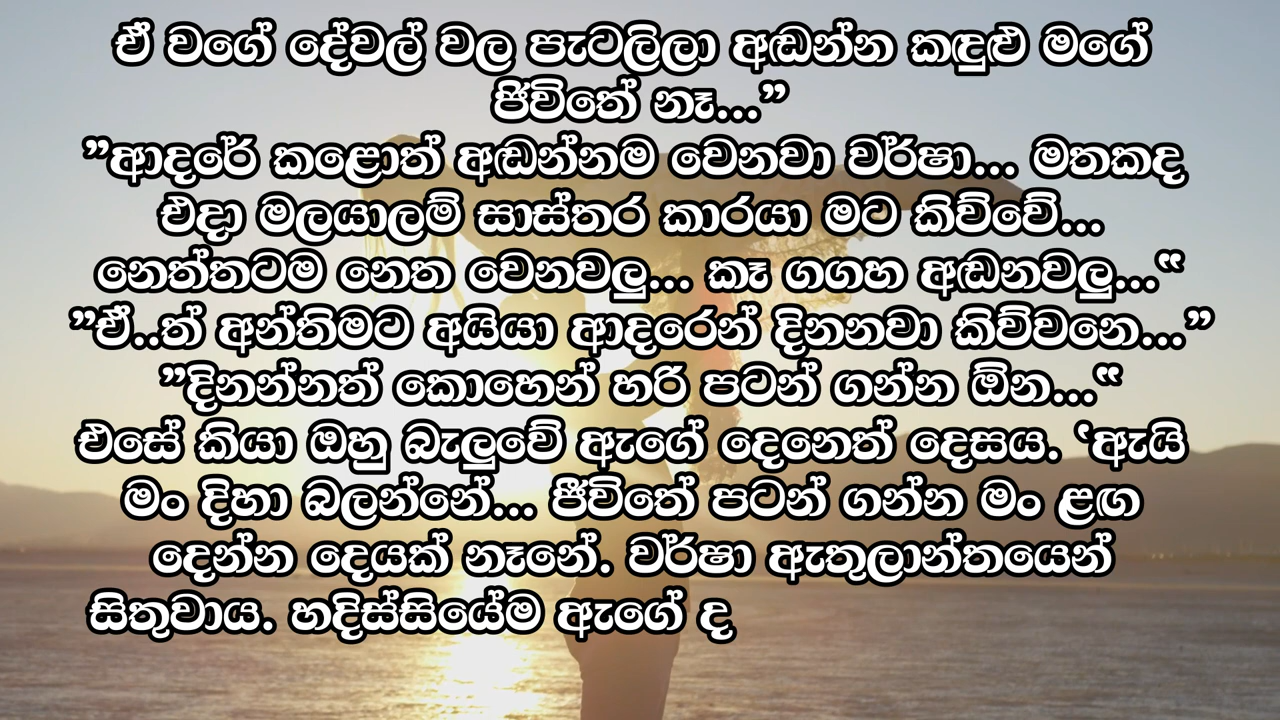 ඒ වගේ දේවල් වල පැටලිලා අඬන්න කඳුළු මගේ
ජීවිතේ නෑ...”
”ආදරේ කළොත් අඬන්නම වෙනවා වර්ෂා... මතකද
එදා මලයාලම් සාස්තර කාරයා මට කිව්වේ...
නෙත්තටම නෙත වෙනවලු... කෑ ගගහ අඬනවලු...“
”ඒ..ත් අන්තිමට අයියා ආදරෙන් දිනනවා කිව්වනෙ...”
”දිනන්නත් කොහෙන් හරි පටන් ගන්න ඕන...“
එසේ කියා ඔහු බැලුවේ ඇගේ දෙනෙත් දෙසය. ‘ඇයි
මං දිහා බලන්නේ... ජීවිතේ පටන් ගන්න මං ළඟ
දෙන්න දෙයක් නෑනේ. වර්ෂා ඇතුලාන්තයෙන්
සිතුවාය. හදිස්සියේම ඇගේ ද